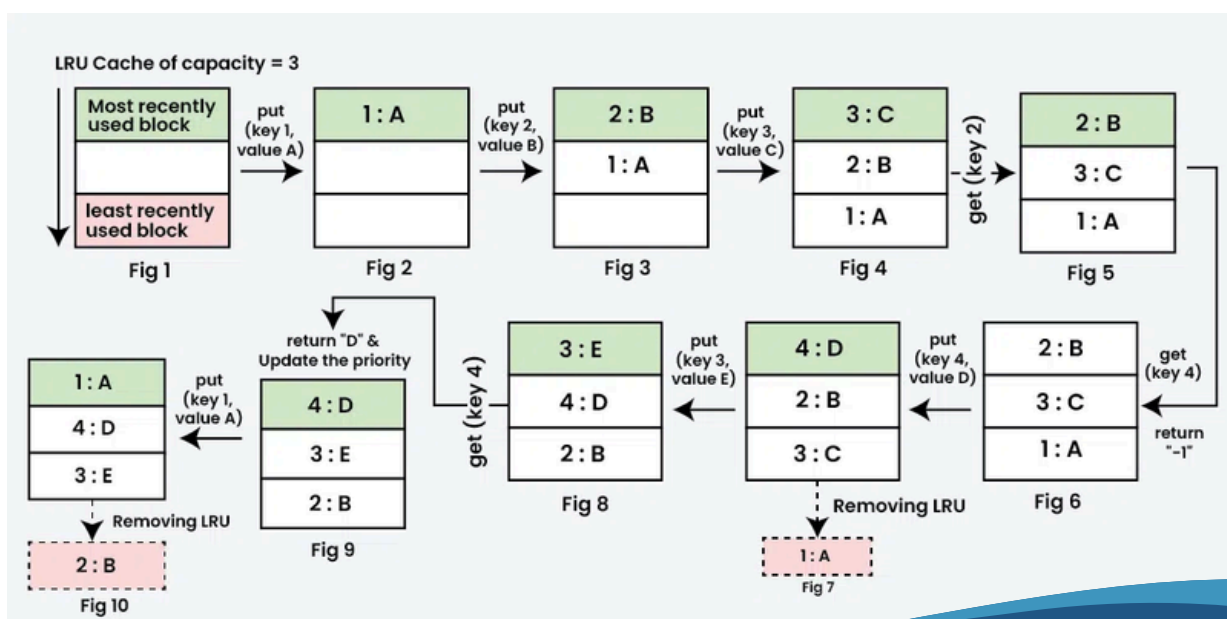 LRU Cache of capacity = 3
Most recently
used block
least recently
used block
Fig 1
put
(key 1,
value A)
1 : A
Fig 2
put
(key 2,
value B)
2 : B
1 : A
Fig 3
put
(key 3,
value C)
3 : C
2 : B
1 : A
Fig 4
get (key 2)
2 : B
3 : C
1 : A
Fig 5
get
(key 4)
return
"-1"
2 : B
3 : C
1 : A
Fig 6
put
(key 4,
value D)
4 : D
2 : B
3 : C
Removing LRU
1 : A
Fig 7
put
(key 3,
value E)
3 : E
4 : D
2 : B
Fig 8
get (key 4)
return "D" &
Update the priority
4 : D
3 : E
2 : B
Fig 9
put
(key 1,
value A)
1 : A
4 : D
3 : E
Removing LRU
2 : B
Fig 10